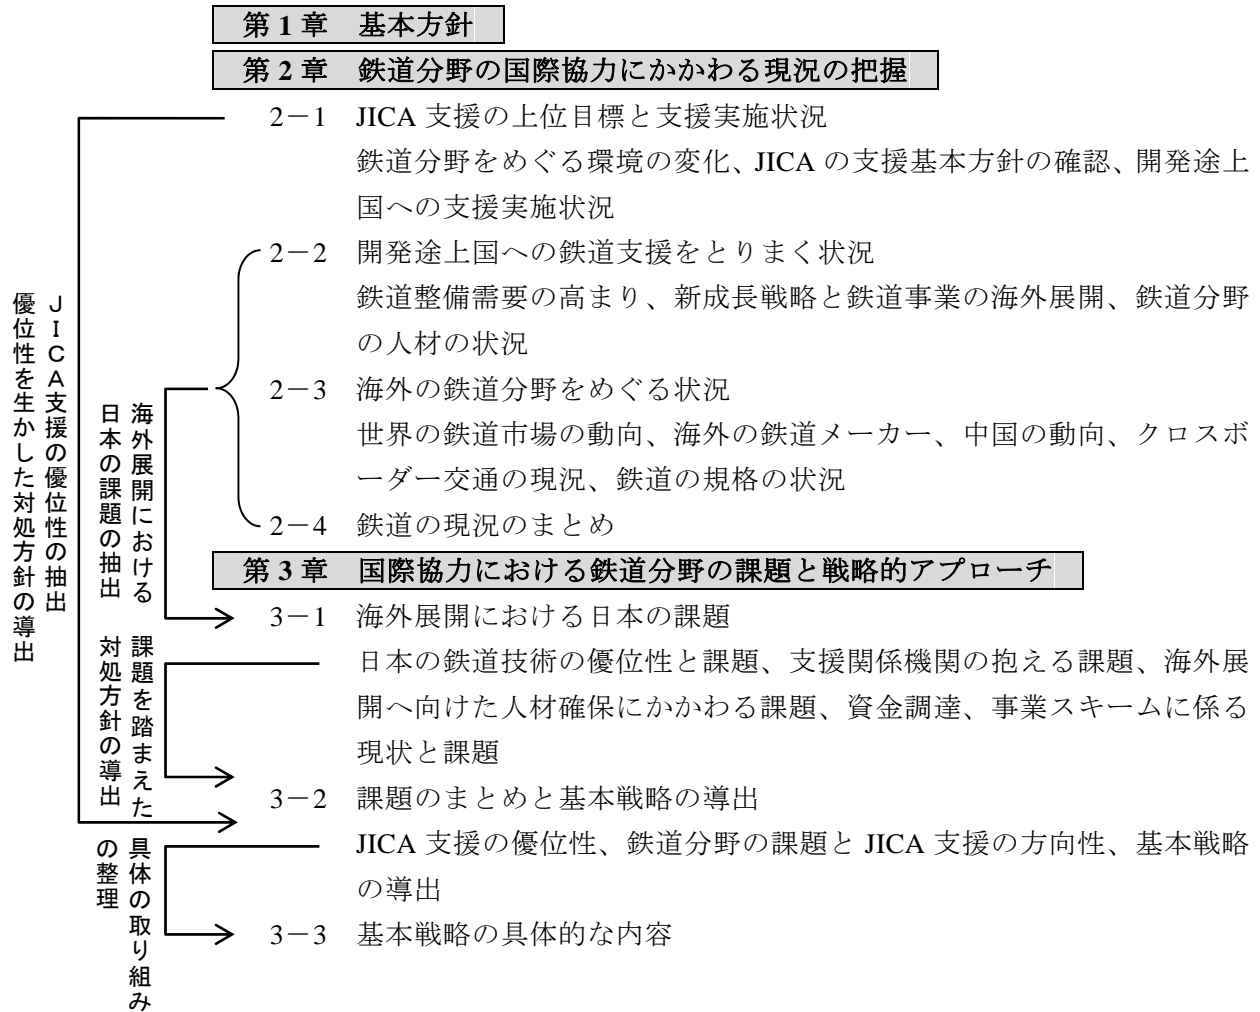 第1章 基本方針
第2章 鉄道分野の国際協力にかかわる現況の把握
2－1 JICA 支援の上位目標と支援実施状況
鉄道分野をめぐる環境の変化、JICA の支援基本方針の確認、開発途上
国への支援実施状況
2－2 開発途上国への鉄道支援をとりまく状況
鉄道整備需要の高まり、新成長戦略と鉄道事業の海外展開、鉄道分野
の人材の状況
2－3 海外の鉄道分野をめぐる状況
世界の鉄道市場の動向、海外の鉄道メーカー、中国の動向、クロスボ
ーダー交通の現況、鉄道の規格の状況
2－4 鉄道の現況のまとめ
第3章 国際協力における鉄道分野の課題と戦略的アプローチ
3－1 海外展開における日本の課題
日本の鉄道技術の優位性と課題、支援関係機関の抱える課題、海外展
開へ向けた人材確保にかかわる課題、資金調達、事業スキームに係る
現状と課題
3－2 課題のまとめと基本戦略の導出
JICA 支援の優位性、鉄道分野の課題と JICA 支援の方向性、基本戦略
の導出
3－3 基本戦略の具体的な内容
ＪＩＣＡ支援の優位性の抽出
優位性を生かした対処方針の導出
海外展開における
日本の課題の抽出
課題を踏まえた
対処方針の導出
具体の取り組み
の整理